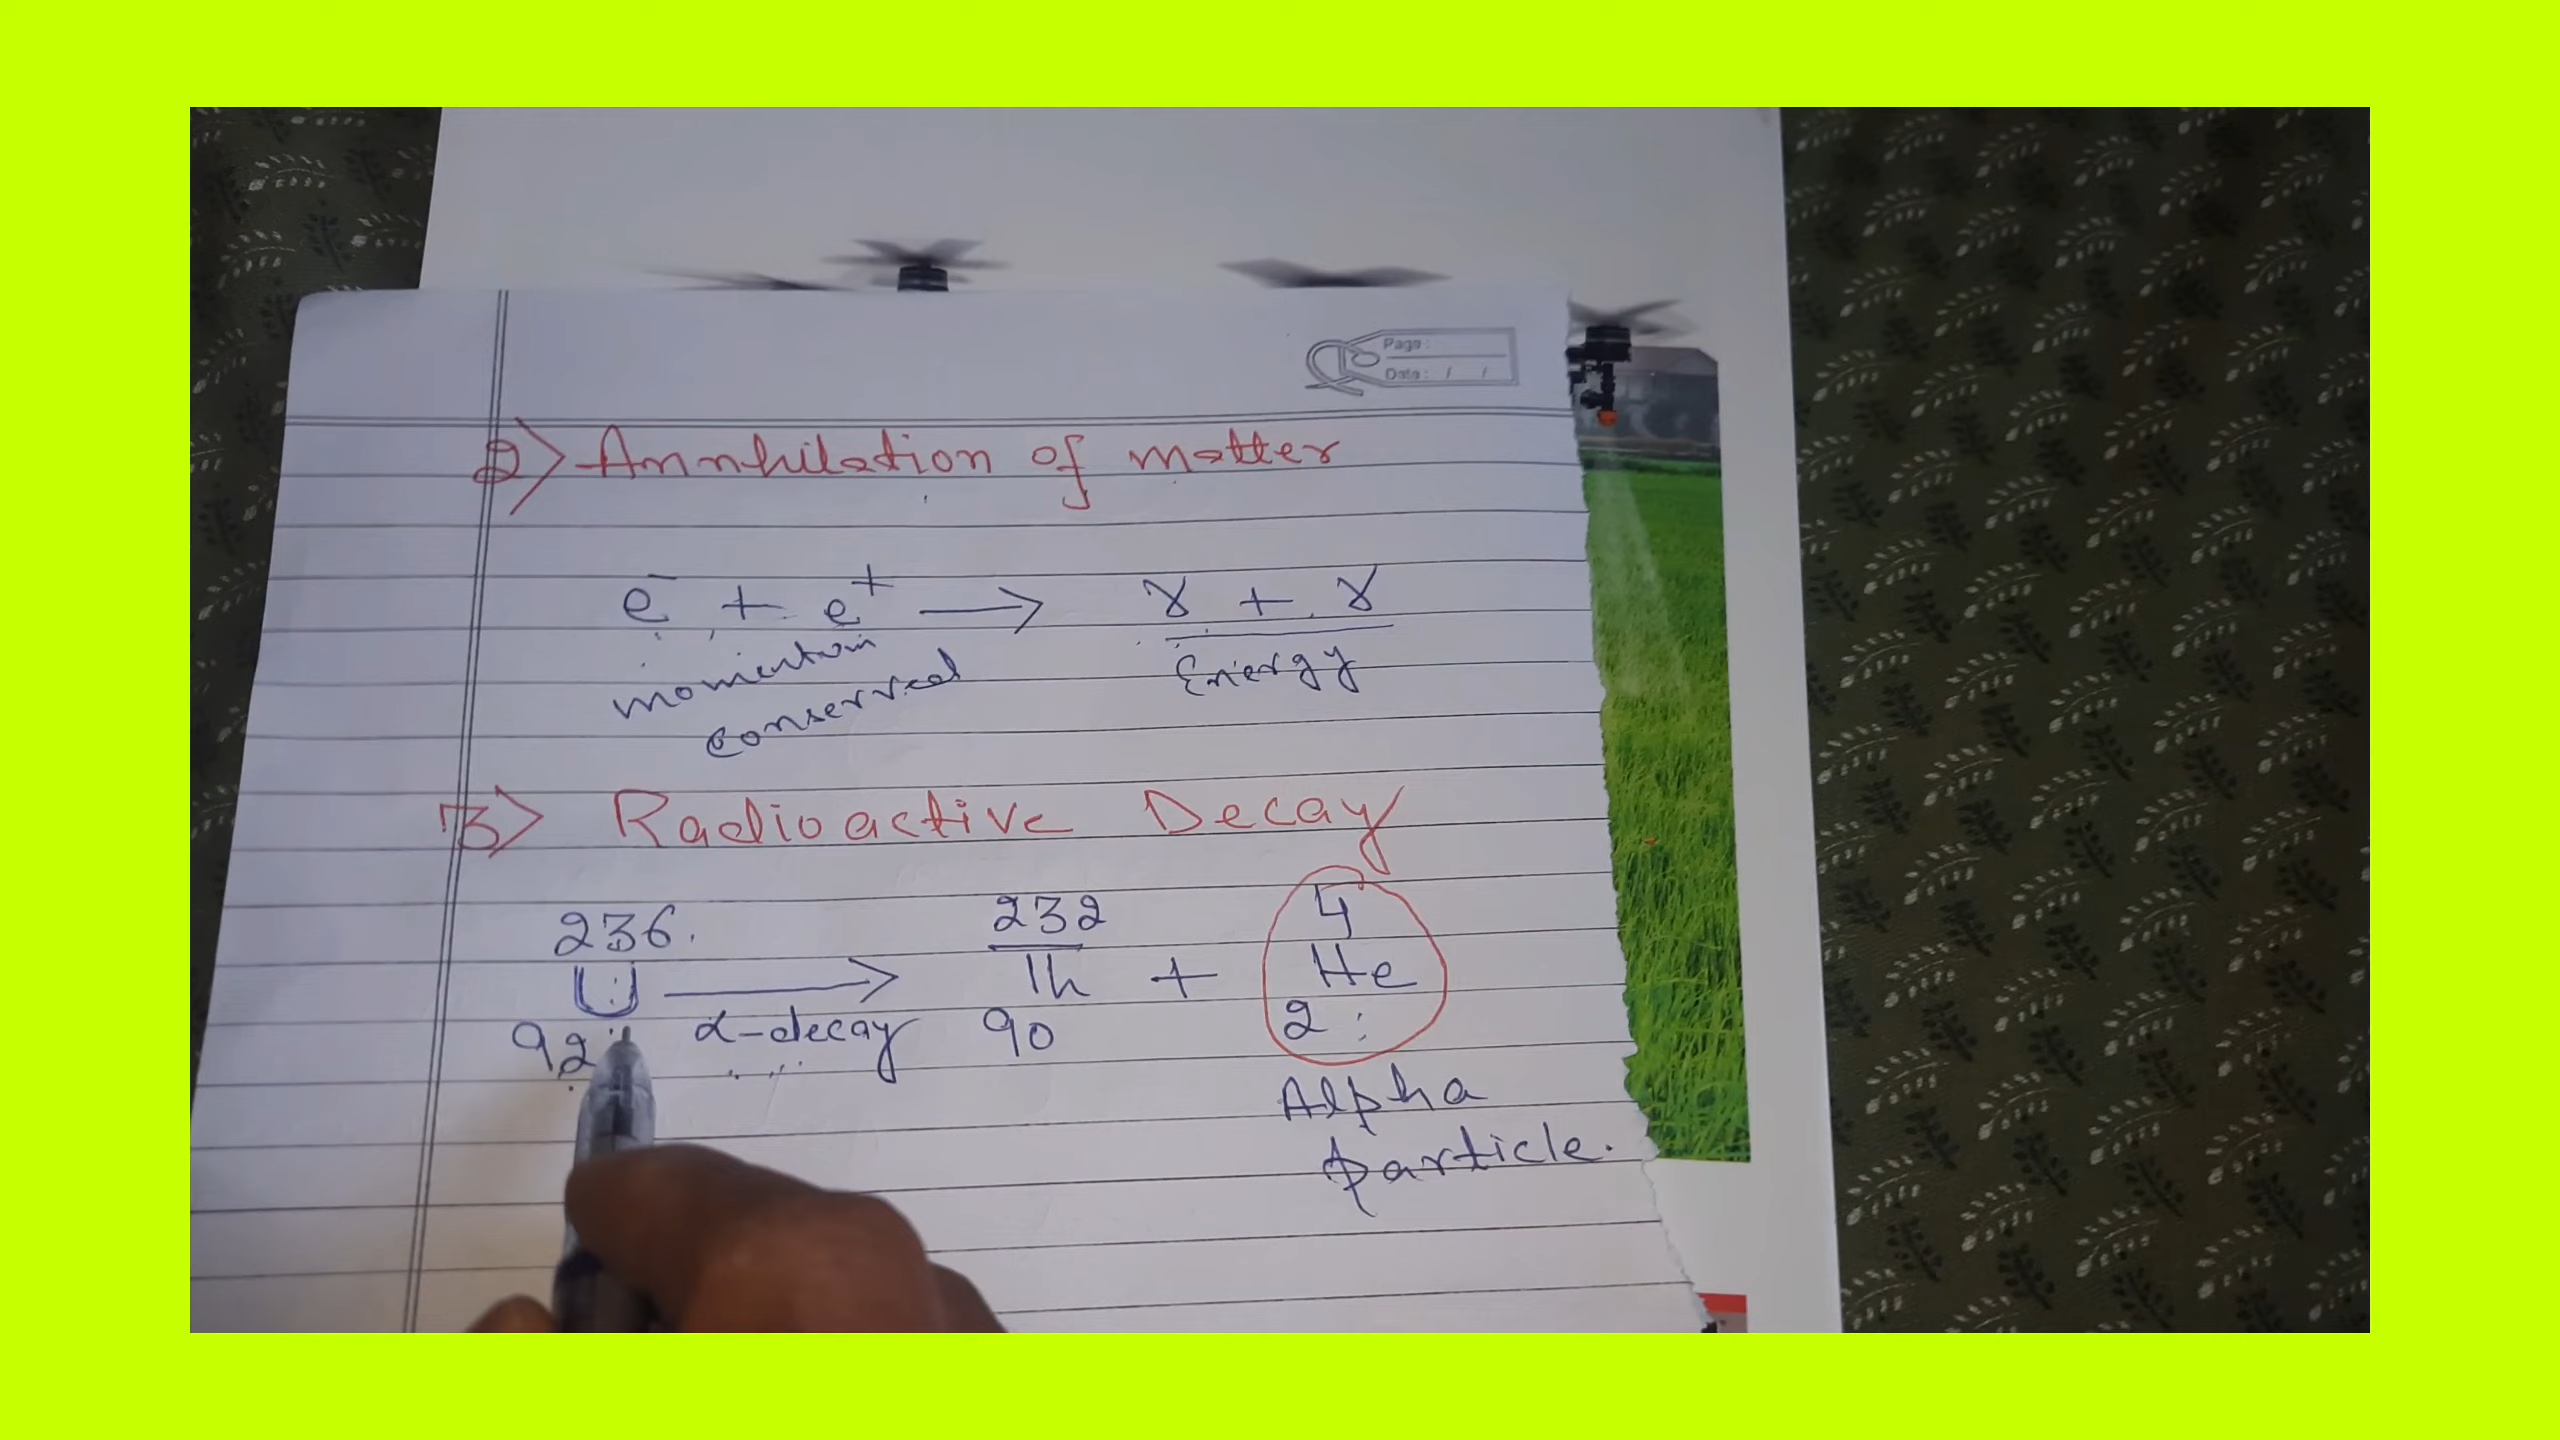 Page :
Date : / /
2> Annhilation of matter
e⁻ + e⁺ ⟶ γ + γ
momentum
conserved
Energy
3> Radioactive Decay
236. 232 4
U ⟶ Th + He
92 α-decay 90 2
Alpha
particle.